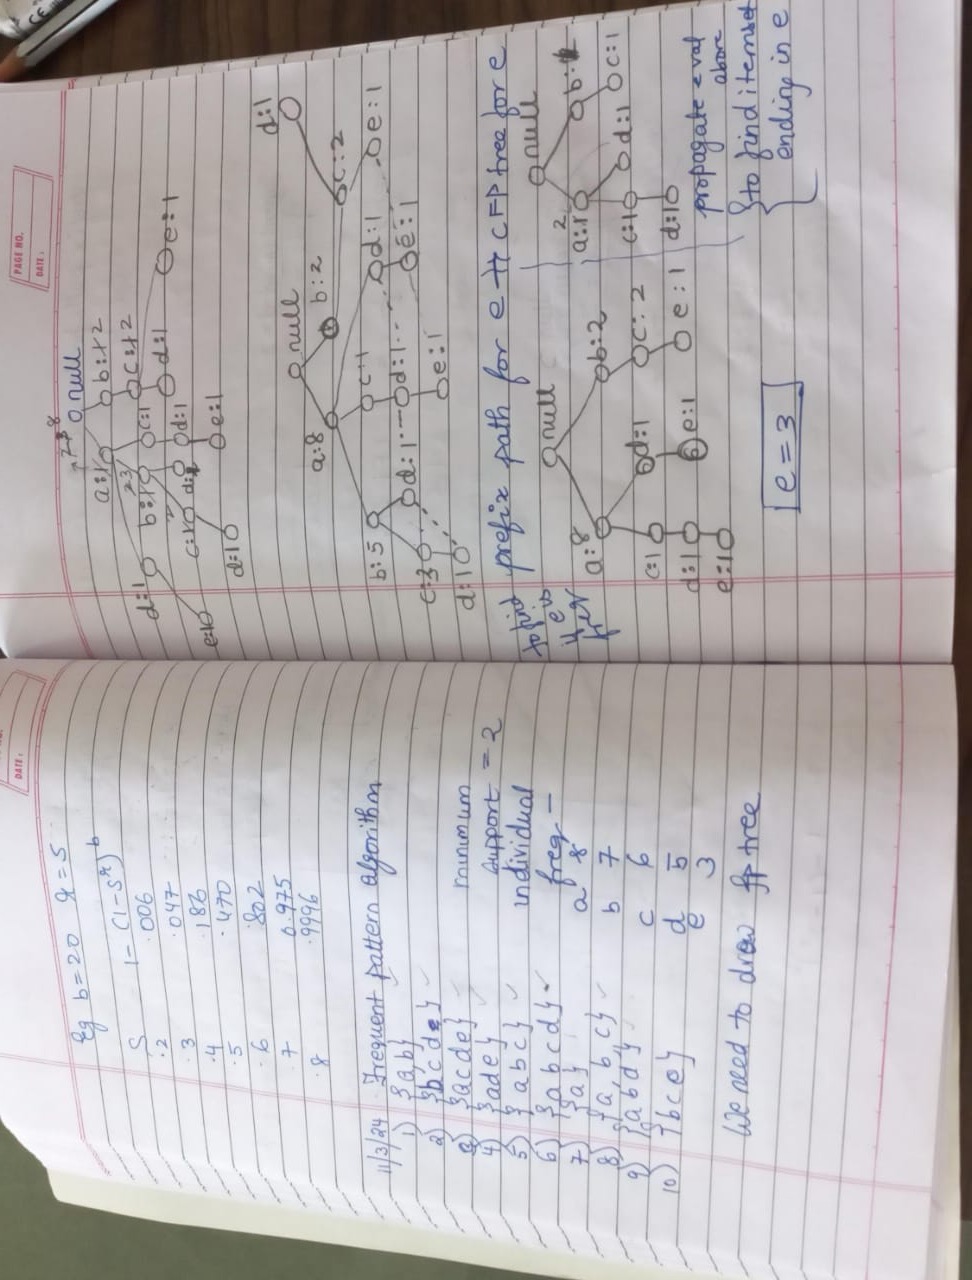 DATE :
Eg b=20 r=5
S 1-(1-s^r)^b
.2 .006
.3 .047
.4 .186
.5 .470
.6 .802
.7 0.975
.8 .9996
11/3/24 Frequent pattern algorithm
1) {a,b}
2) {b c d}
3) {a c d e} minimum
4) {a d e} support = 2
5) {a b c} individual
6) {a b c d} freq -
7) {a} a 8
8) {a, b, c} b 7
9) {a b d} c 6
10) {b c e} d 5
e 3
We need to draw fp tree
PAGE NO.
DATE :
8 null
a: b: 2
d:1 b: c:1 c: 2
c: 2 d: d:1 d:1 e:1
e:1 d:1 e:1
d:1
null
a:8 b:2 c:2
b:5 c:1 d:1 e:1
c:3 d:1 d:1 e:1
d:1 e:1
to find if e is freq
prefix path for e CFP tree for e
null
a:8 b:2
c:1 d:1 c:2
d:1 e:1 e:1
e:1
e = 3
null
a: 2 b:
c:1 d:1 c:1
d:1
propagate e val
above
to find itemset
ending in e